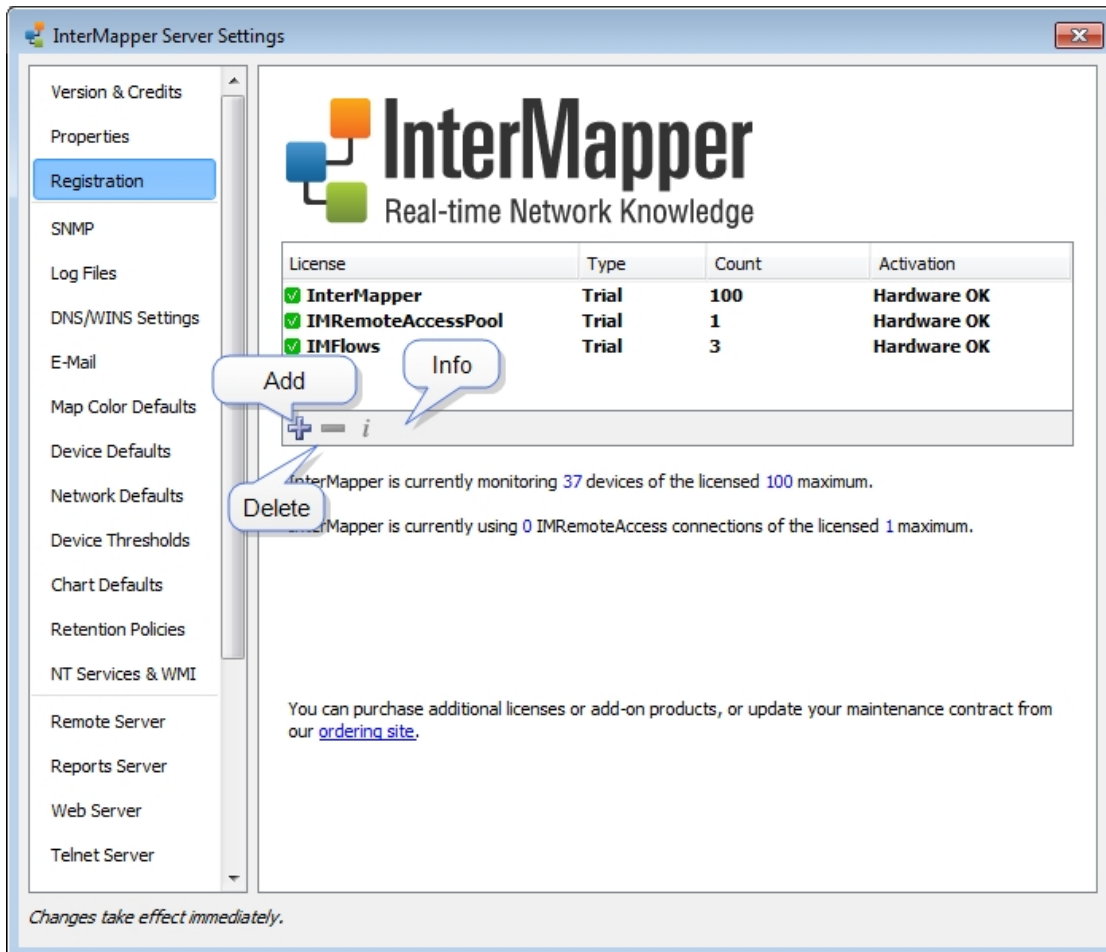 InterMapper Server Settings
Version & Credits
Properties
Registration
SNMP
Log Files
DNS/WINS Settings
E-Mail
Map Color Defaults
Device Defaults
Network Defaults
Device Thresholds
Chart Defaults
Retention Policies
NT Services & WMI
Remote Server
Reports Server
Web Server
Telnet Server
InterMapper
Real-time Network Knowledge
License Type Count Activation
InterMapper Trial 100 Hardware OK
IMRemoteAccessPool Trial 1 Hardware OK
IMFlows Trial 3 Hardware OK
Info
Add
i
Delete
InterMapper is currently monitoring 37 devices of the licensed 100 maximum.
InterMapper is currently using 0 IMRemoteAccess connections of the licensed 1 maximum.
You can purchase additional licenses or add-on products, or update your maintenance contract from
our ordering site.
Changes take effect immediately.